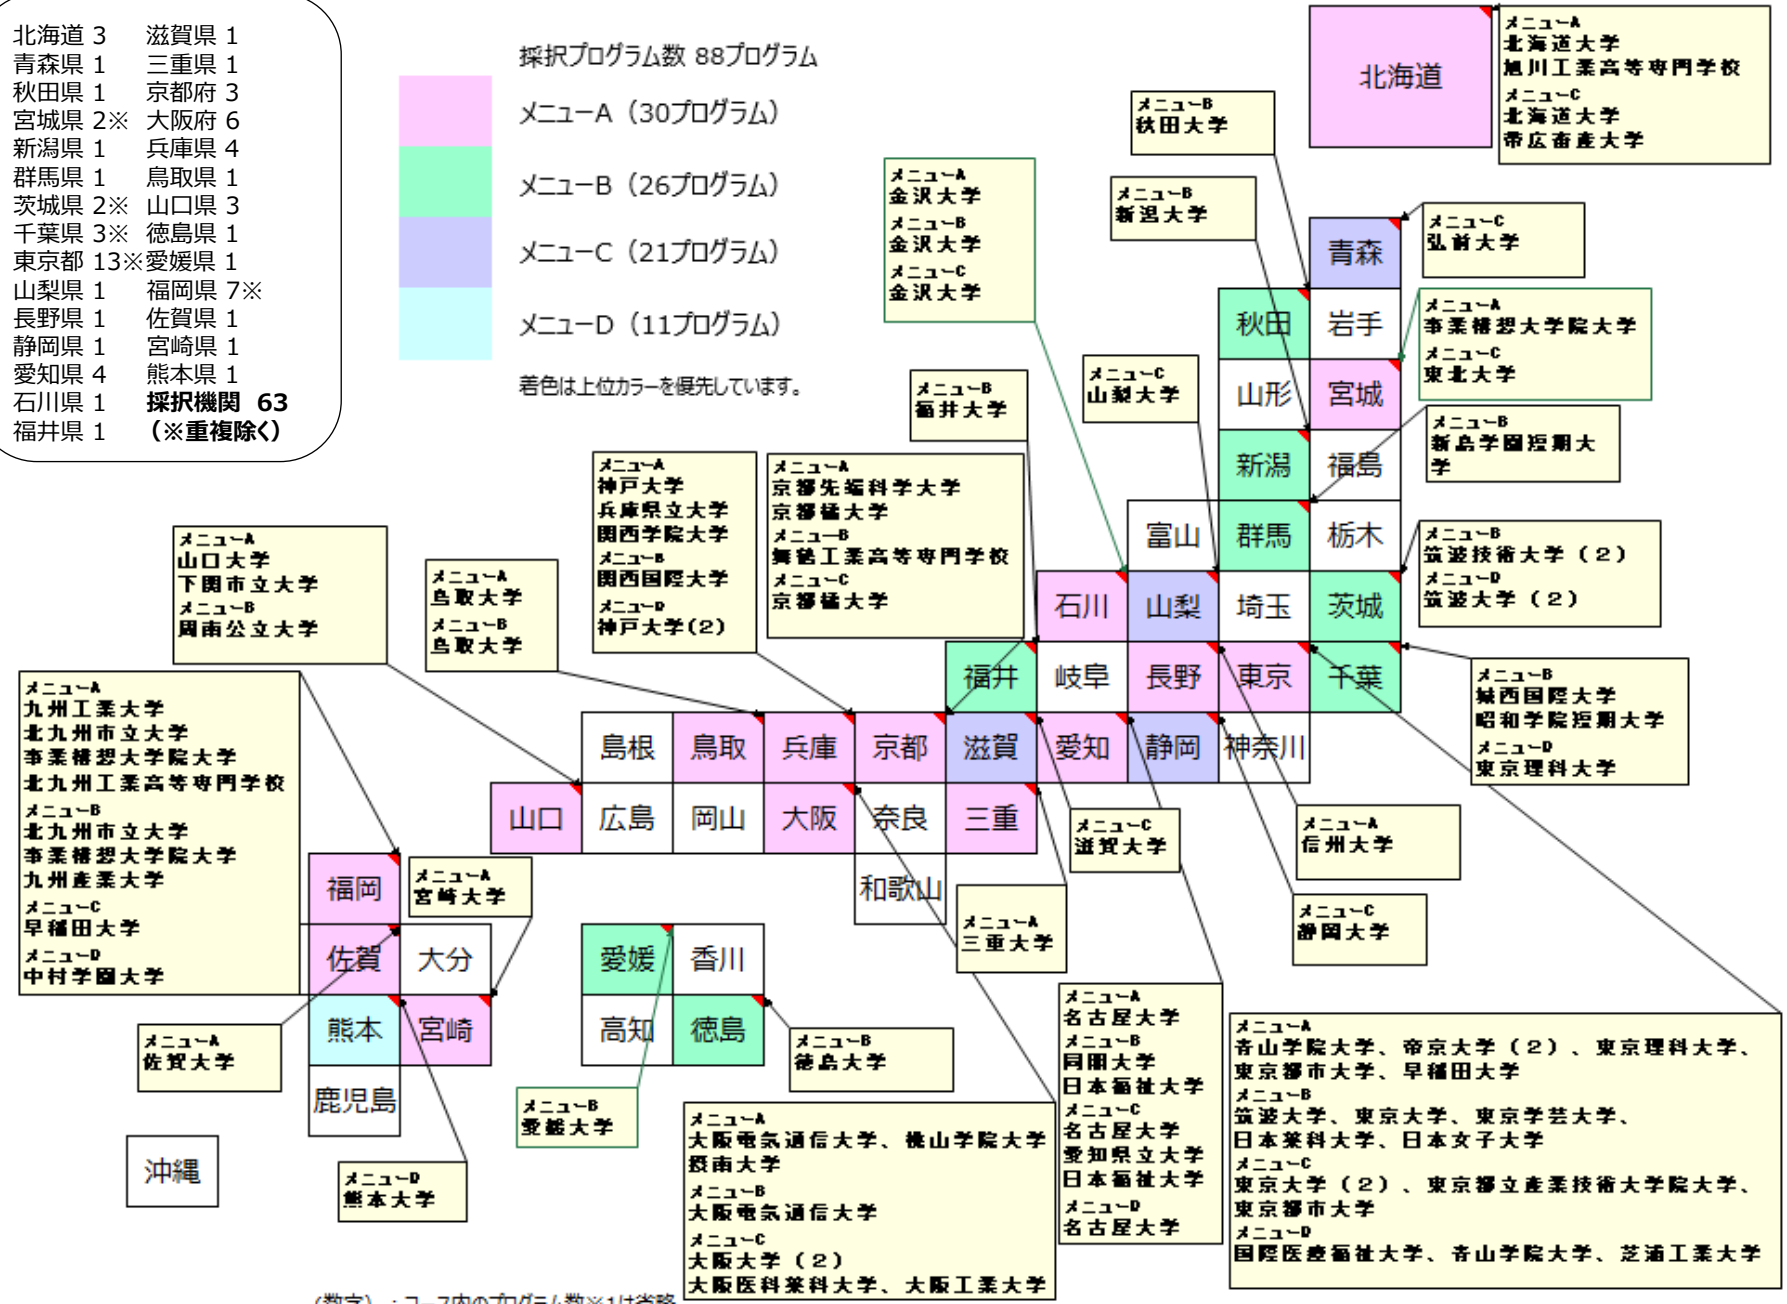 北海道 3 滋賀県 1
青森県 1 三重県 1
秋田県 1 京都府 3
宮城県 2※ 大阪府 6
新潟県 1 兵庫県 4
群馬県 1 鳥取県 1
茨城県 2※ 山口県 3
千葉県 3※ 徳島県 1
東京都 13※愛媛県 1
山梨県 1 福岡県 7※
長野県 1 佐賀県 1
静岡県 1 宮崎県 1
愛知県 4 熊本県 1
石川県 1 採択機関 63
福井県 1 (※重複除く)
採択プログラム数 88プログラム
メニューA(30プログラム)
メニューB(26プログラム)
メニューC(21プログラム)
メニューD(11プログラム)
着色は上位カラーを優先しています。
北海道
メニューA
北海道大学
旭川工業高等専門学校
メニューC
北海道大学
帯広畜産大学
メニューB
秋田大学
メニューA
金沢大学
メニューB
金沢大学
メニューC
金沢大学
メニューB
新潟大学
青森
メニューC
弘前大学
秋田
岩手
メニューA
事業構想大学院大学
メニューC
東北大学
メニューC
山梨大学
メニューB
福井大学
山形
宮城
メニューB
新島学園短期大
学
新潟
福島
メニューA
神戸大学
兵庫県立大学
関西学院大学
メニューB
関西国際大学
メニューD
神戸大学(2)
メニューA
京都先端科学大学
京都橘大学
メニューB
舞鶴工業高等専門学校
メニューC
京都橘大学
富山
群馬
栃木
メニューB
筑波技術大学(2)
メニューD
筑波大学(2)
メニューA
山口大学
下関市立大学
メニューB
周南公立大学
メニューA
鳥取大学
メニューB
鳥取大学
石川
山梨
埼玉
茨城
福井
岐阜
長野
東京
千葉
メニューB
城西国際大学
昭和学院短期大学
メニューD
東京理科大学
メニューA
九州工業大学
北九州市立大学
事業構想大学院大学
北九州工業高等専門学校
メニューB
北九州市立大学
事業構想大学院大学
九州産業大学
メニューC
早稲田大学
メニューD
中村学園大学
島根
鳥取
兵庫
京都
滋賀
愛知
静岡
神奈川
山口
広島
岡山
大阪
奈良
三重
メニューC
滋賀大学
メニューA
信州大学
福岡
メニューA
宮崎大学
和歌山
メニューA
三重大学
メニューC
静岡大学
佐賀
大分
愛媛
香川
熊本
宮崎
高知
徳島
メニューA
佐賀大学
メニューB
徳島大学
メニューA
名古屋大学
メニューB
同朋大学
日本福祉大学
メニューC
名古屋大学
愛知県立大学
日本福祉大学
メニューD
名古屋大学
メニューA
青山学院大学、帝京大学(2)、東京理科大学、
東京都市大学、早稲田大学
メニューB
筑波大学、東京大学、東京学芸大学、
日本薬科大学、日本女子大学
メニューC
東京大学(2)、東京都立産業技術大学院大学、
東京都市大学
メニューD
国際医療福祉大学、青山学院大学、芝浦工業大学
鹿児島
メニューB
愛媛大学
メニューA
大阪電気通信大学、桃山学院大学
摂南大学
メニューB
大阪電気通信大学
メニューC
大阪大学(2)
大阪医科薬科大学、大阪工業大学
沖縄
メニューD
熊本大学
(数字):コース内のプログラム数※1は省略